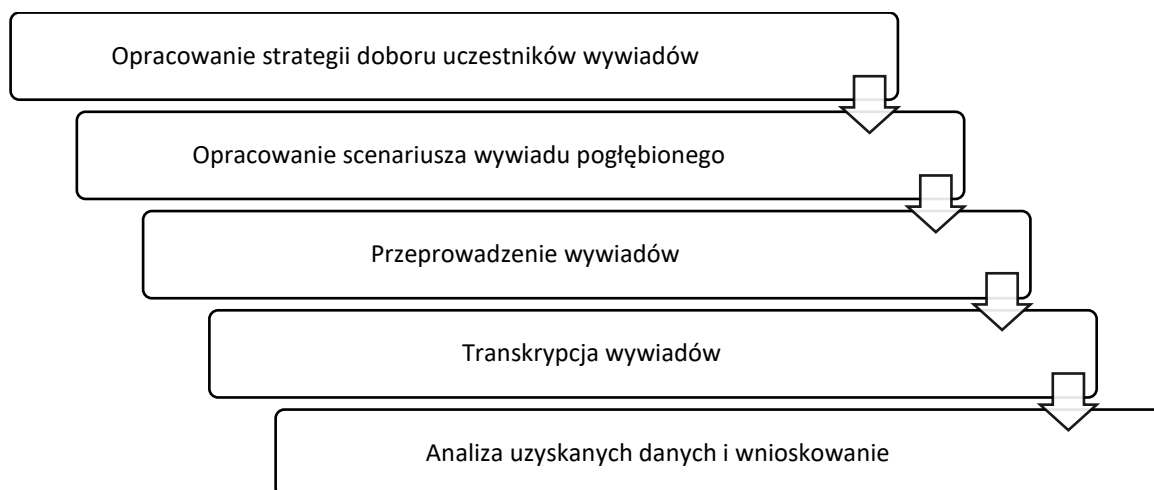 Opracowanie strategii doboru uczestników wywiadów
Opracowanie scenariusza wywiadu pogłębionego
Przeprowadzenie wywiadów
Transkrypcja wywiadów
Analiza uzyskanych danych i wnioskowanie